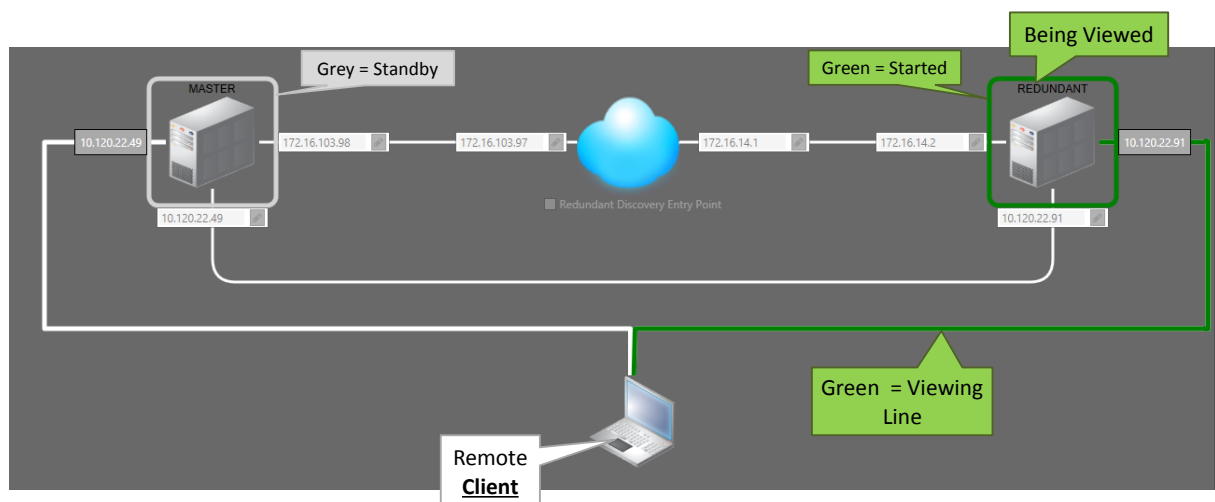 Being Viewed
Grey = Standby
Green = Started
MASTER
REDUNDANT
10.120.22.49
172.16.103.98
172.16.103.97
172.16.14.1
172.16.14.2
10.120.22.91
Redundant Discovery Entry Point
10.120.22.49
10.120.22.91
Green = Viewing
Line
Remote
Client